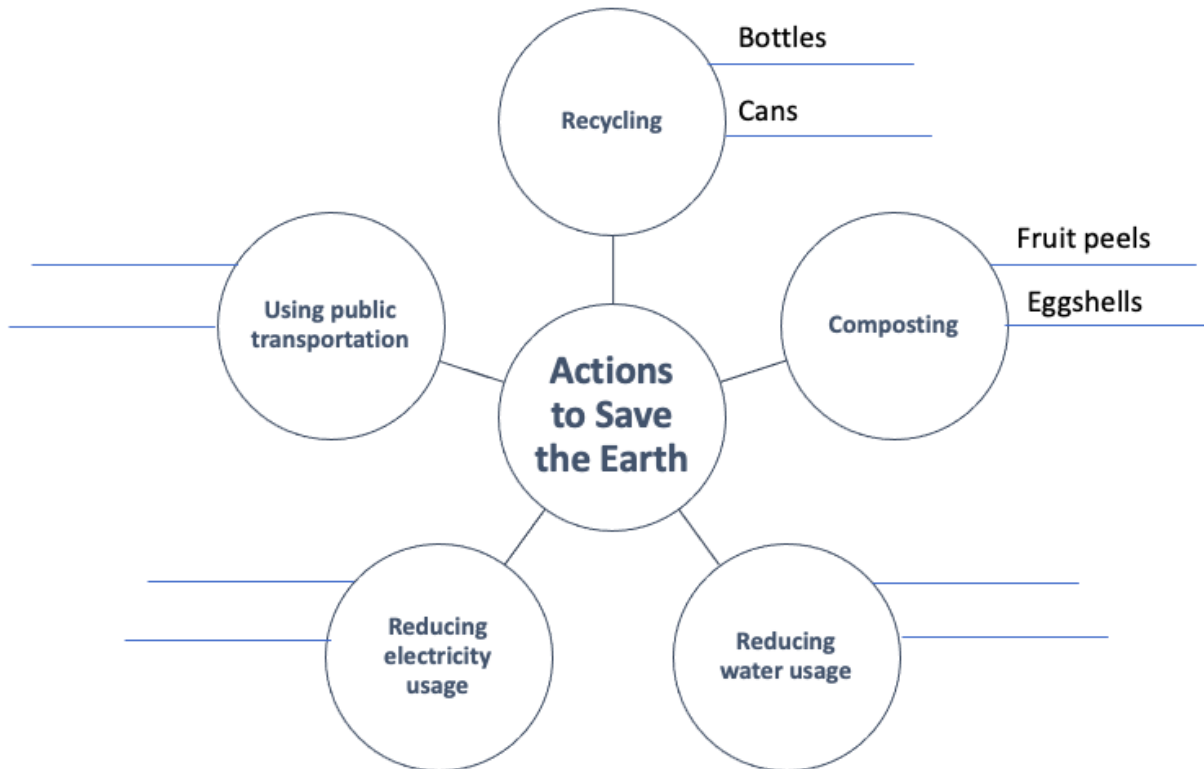 Bottles
Cans
Recycling
Fruit peels
Eggshells
Composting
Using public
transportation
Actions
to Save
the Earth
Reducing
electricity
usage
Reducing
water usage